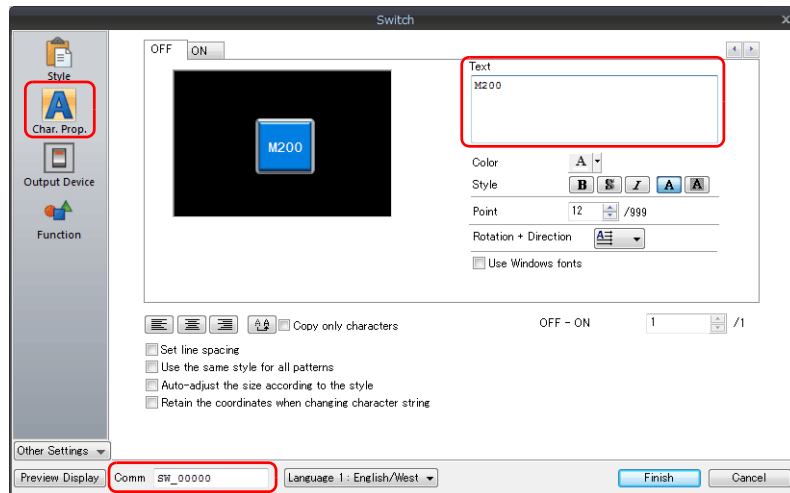 Switch
x
OFF ON
Style
Char. Prop.
Output Device
Function
M200
Text
M200
Color A
Style B S I A A
Point 12 /999
Rotation + Direction A
Use Windows fonts
Copy only characters
OFF - ON 1 /1
Set line spacing
Use the same style for all patterns
Auto-adjust the size according to the style
Retain the coordinates when changing character string
Other Settings
Preview Display Comm SW_00000 Language 1 : English/West Finish Cancel